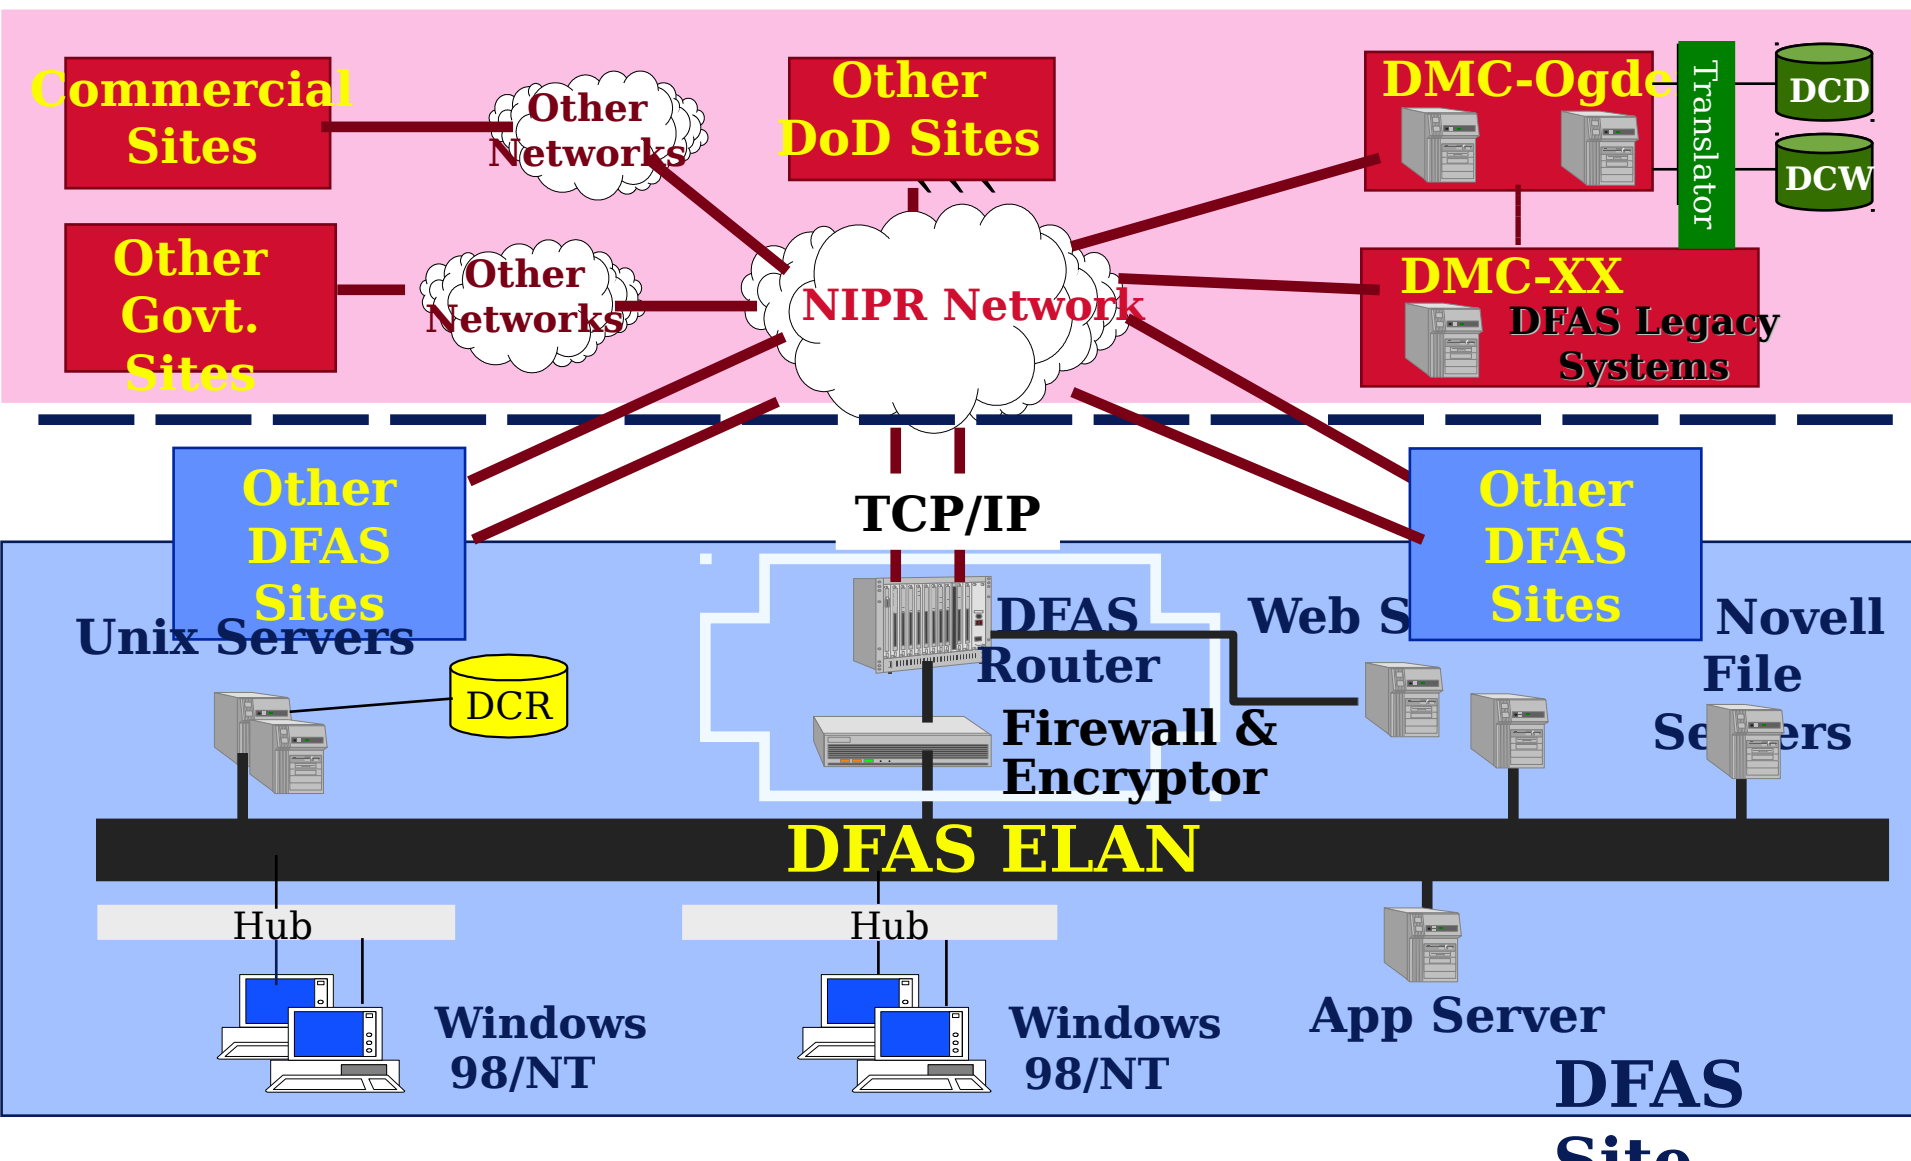 Commercial
Sites
Other
Networks
Other
DoD Sites
DMC-Ogde
Translator
DCD
DCW
Other
Govt.
Sites
Other
Networks
NIPR Network
DMC-XX
DFAS Legacy
Systems
Other
DFAS
Sites
TCP/IP
Other
DFAS
Sites
Unix Servers
DCR
DFAS
Router
Firewall &
Encryptor
Web S
Novell
File
Se ers
DFAS ELAN
Hub
Hub
Windows
98/NT
Windows
98/NT
App Server
DFAS
Site